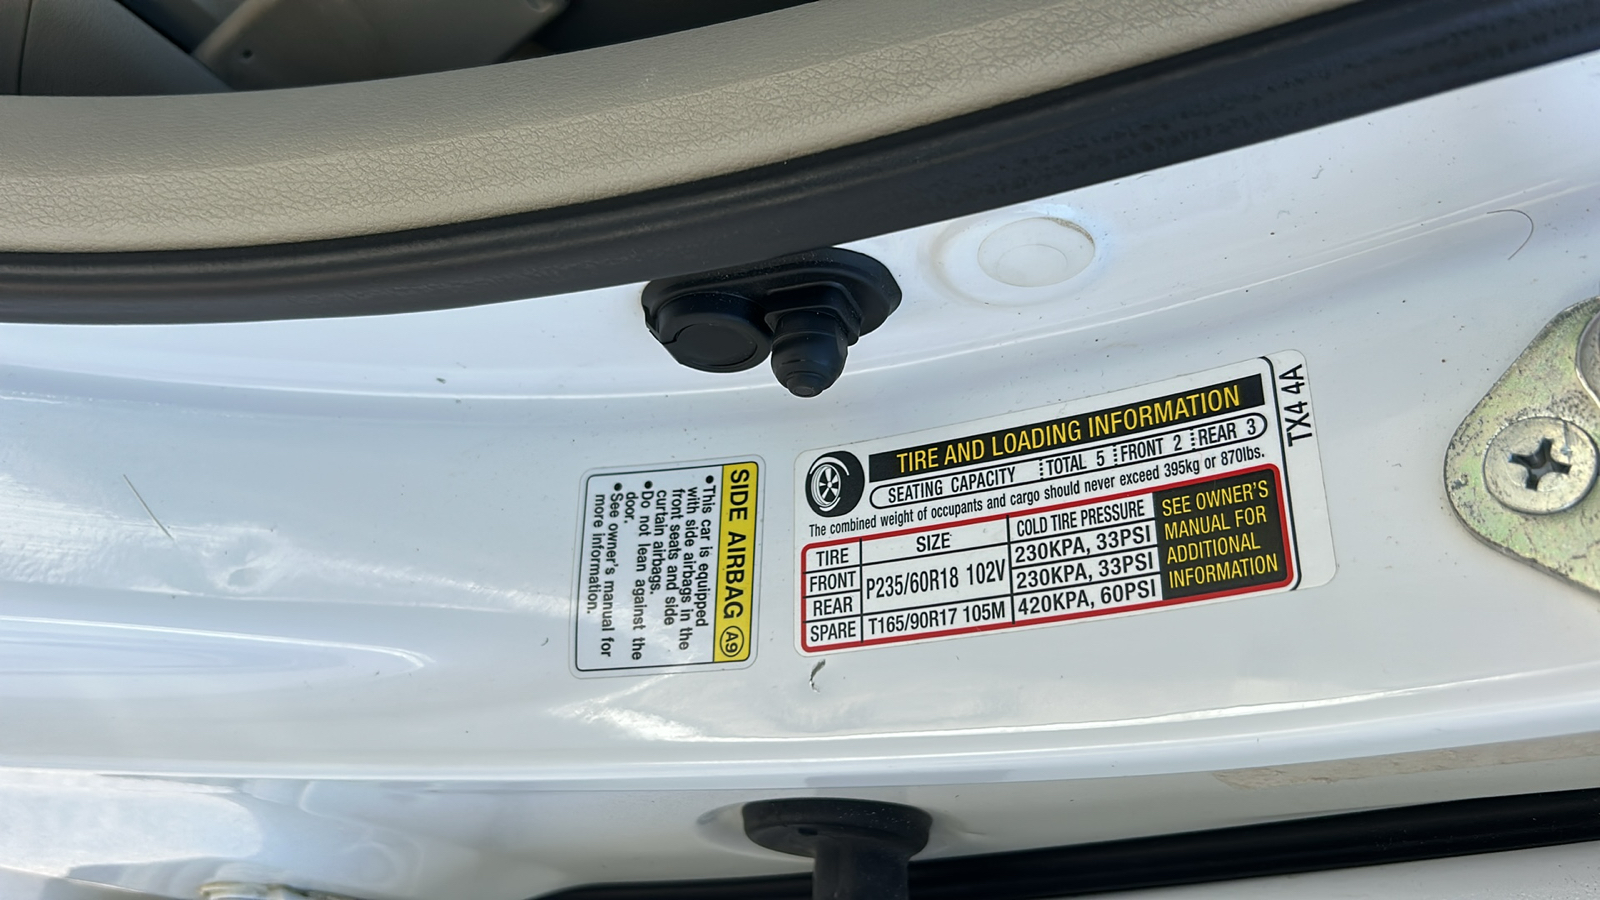 TIRE AND LOADING INFORMATION
SEATING CAPACITY TOTAL 5 FRONT 2 REAR 3
The combined weight of occupants and cargo should never exceed 395kg or 870lbs.
TIRE SIZE COLD TIRE PRESSURE
FRONT P235/60R18 102V 230KPA, 33PSI
REAR 230KPA, 33PSI
SPARE T165/90R17 105M 420KPA, 60PSI
SEE OWNER'S
MANUAL FOR
ADDITIONAL
INFORMATION
TX4 4A
SIDE AIRBAG A9
•This car is equipped
with side airbags in the
front seats and side
curtain airbags.
•Do not lean against the
door.
•See owner's manual for
more information.